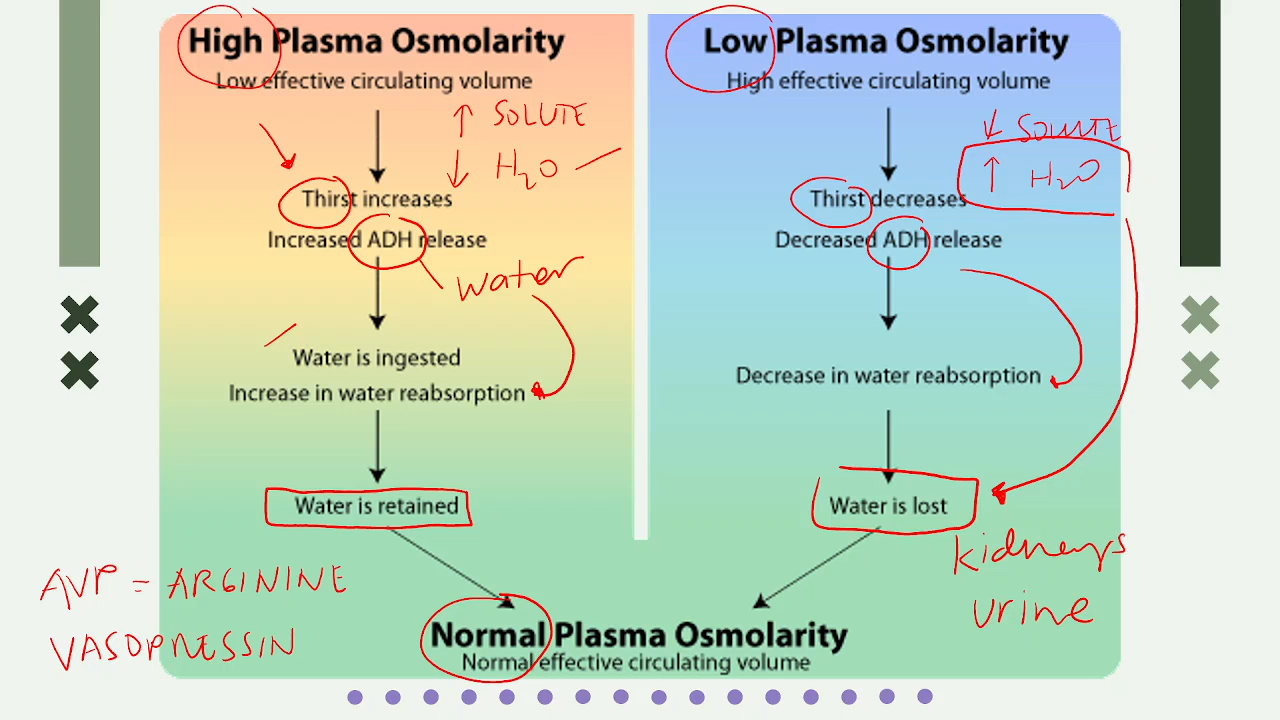 High Plasma Osmolarity
Low effective circulating volume
↑ SOLUTE
↓ H2O
Thirst increases
Increased ADH release
water
Water is ingested
Increase in water reabsorption
Water is retained
Low Plasma Osmolarity
High effective circulating volume
↓ SOLUTE
↑ H2O
Thirst decreases
Decreased ADH release
Decrease in water reabsorption
Water is lost
kidneys
urine
AVP = ARGININE
VASOPRESSIN
Normal Plasma Osmolarity
Normal effective circulating volume